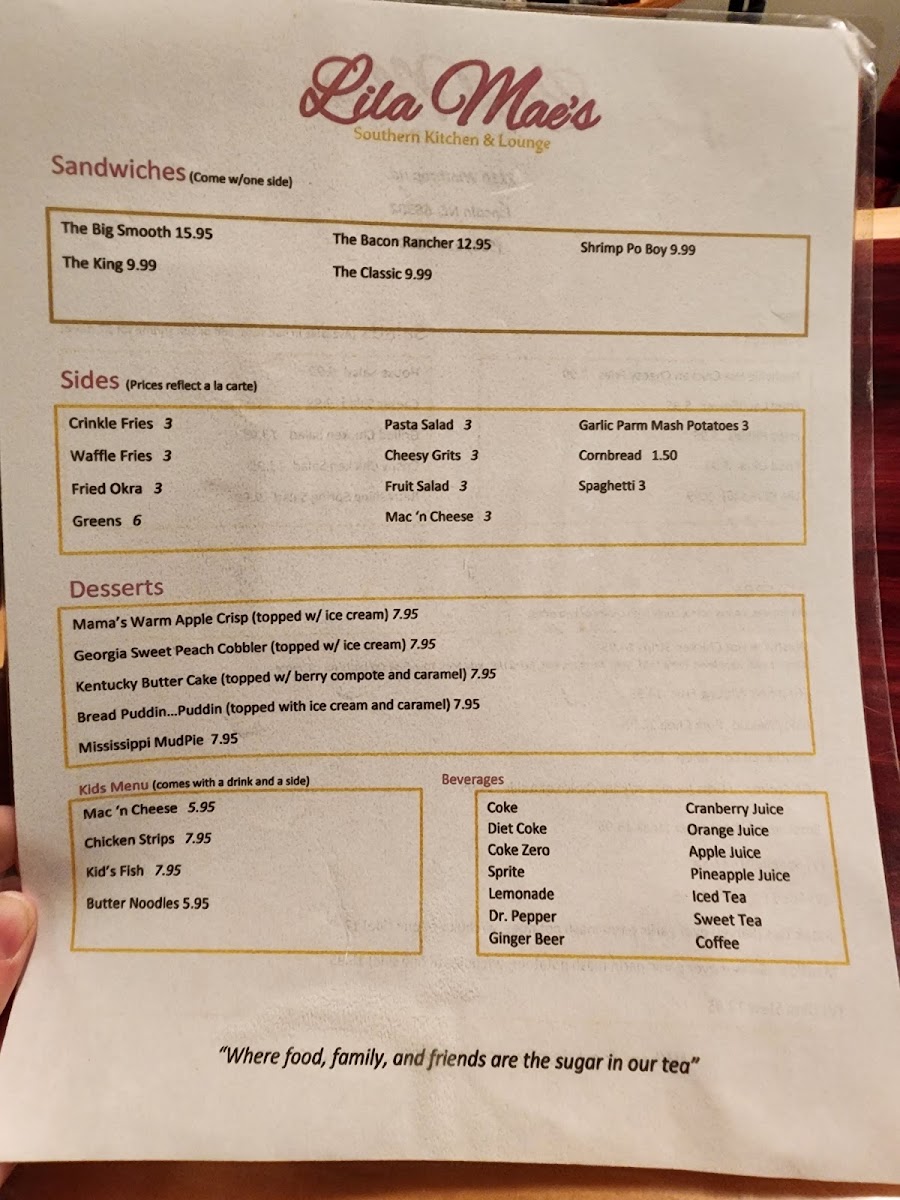 Lila Mae's
Southern Kitchen & Lounge
Sandwiches (Come w/one side)
The Big Smooth 15.95
The King 9.99
The Bacon Rancher 12.95
The Classic 9.99
Shrimp Po Boy 9.99
Sides (Prices reflect a la carte)
Crinkle Fries 3
Waffle Fries 3
Fried Okra 3
Greens 6
Pasta Salad 3
Cheesy Grits 3
Fruit Salad 3
Mac 'n Cheese 3
Garlic Parm Mash Potatoes 3
Cornbread 1.50
Spaghetti 3
Desserts
Mama's Warm Apple Crisp (topped w/ ice cream) 7.95
Georgia Sweet Peach Cobbler (topped w/ ice cream) 7.95
Kentucky Butter Cake (topped w/ berry compote and caramel) 7.95
Bread Puddin...Puddin (topped with ice cream and caramel) 7.95
Mississippi MudPie 7.95
Kids Menu (comes with a drink and a side)
Mac 'n Cheese 5.95
Chicken Strips 7.95
Kid's Fish 7.95
Butter Noodles 5.95
Beverages
Coke
Diet Coke
Coke Zero
Sprite
Lemonade
Dr. Pepper
Ginger Beer
Cranberry Juice
Orange Juice
Apple Juice
Pineapple Juice
Iced Tea
Sweet Tea
Coffee
"Where food, family, and friends are the sugar in our tea"